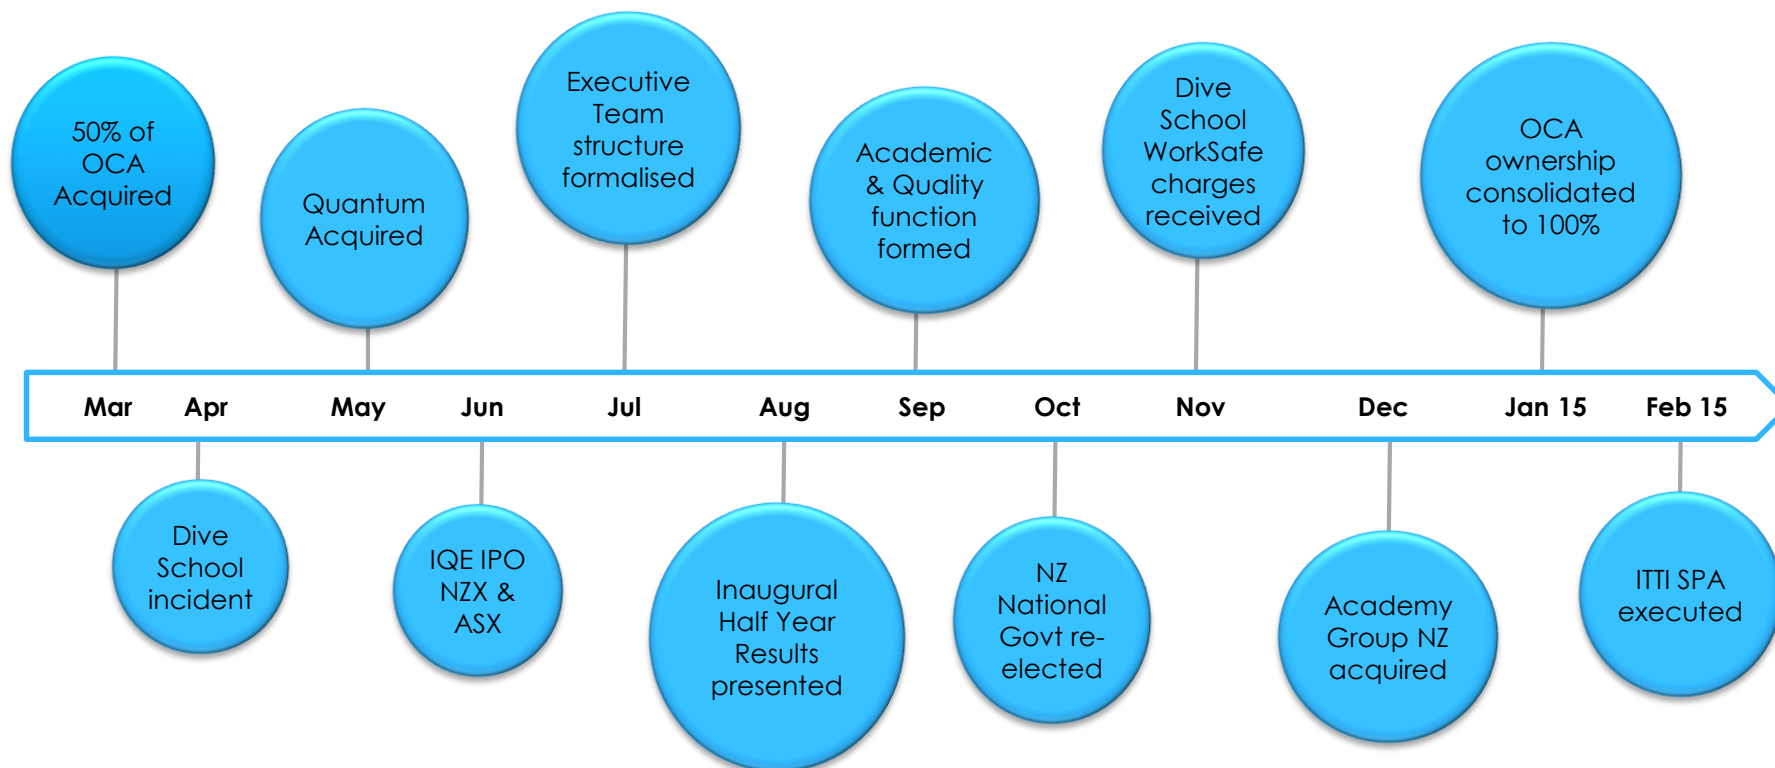 50% of
OCA
Acquired
Quantum
Acquired
Executive
Team
structure
formalised
Academic
& Quality
function
formed
Dive
School
WorkSafe
charges
received
OCA
ownership
consolidated
to 100%
Mar Apr May Jun Jul Aug Sep Oct Nov Dec Jan 15 Feb 15
Dive
School
incident
IQE IPO
NZX &
ASX
Inaugural
Half Year
Results
presented
NZ
National
Govt re-
elected
Academy
Group NZ
acquired
ITTI SPA
executed